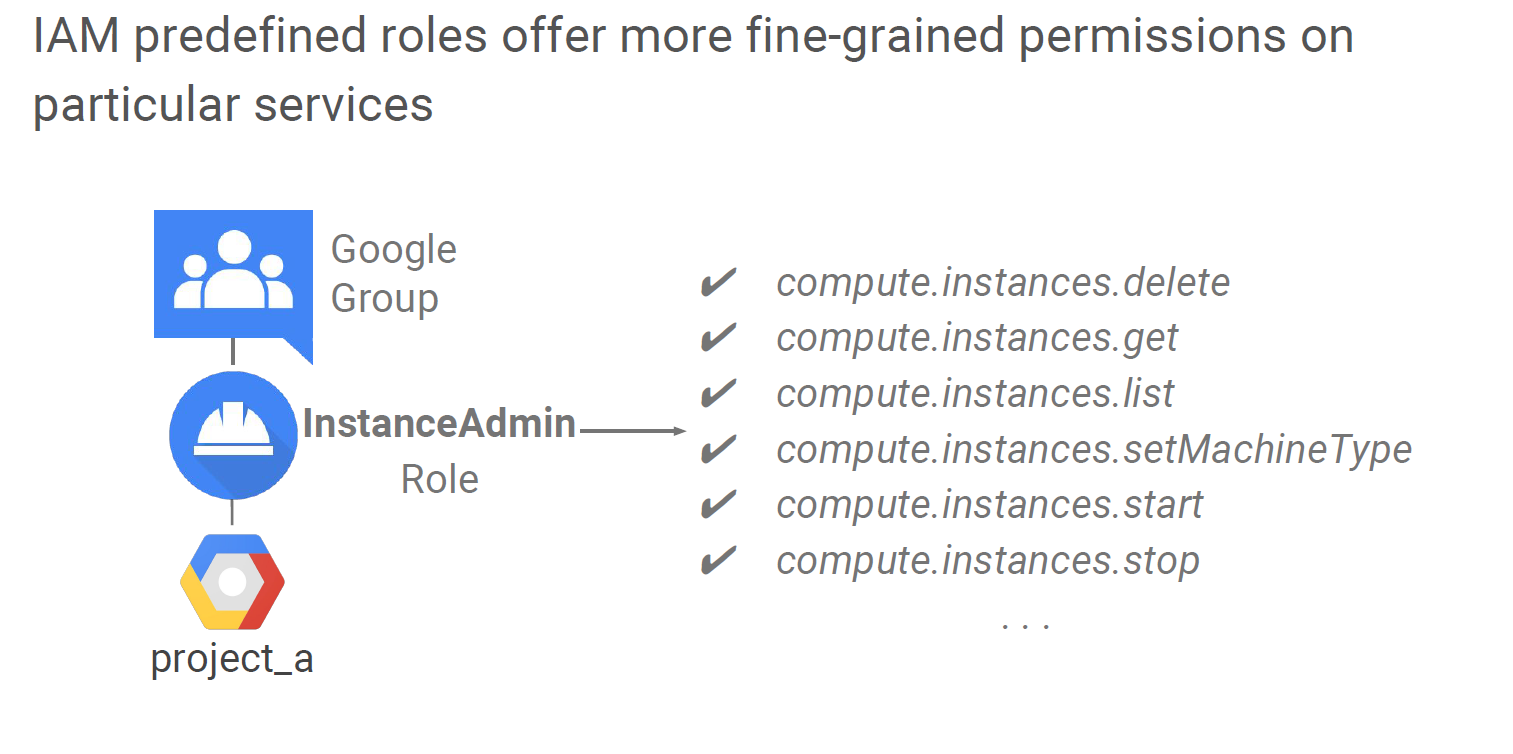 IAM predefined roles offer more fine-grained permissions on
particular services
Google
Group
InstanceAdmin
Role
project_a
compute.instances.delete
compute.instances.get
compute.instances.list
compute.instances.setMachineType
compute.instances.start
compute.instances.stop
. . .